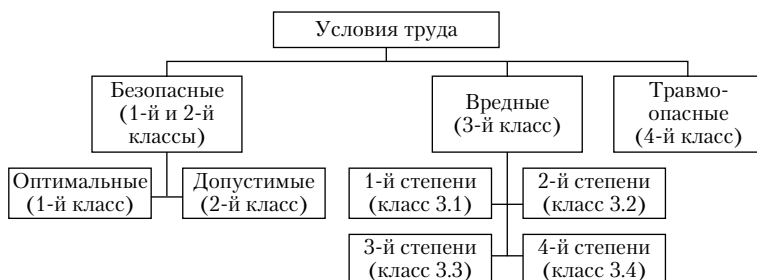 Условия труда
Безопасные
(1-й и 2-й
классы)
Вредные
(3-й класс)
Травмо-
опасные
(4-й класс)
Оптимальные
(1-й класс)
Допустимые
(2-й класс)
1-й степени
(класс 3.1)
2-й степени
(класс 3.2)
3-й степени
(класс 3.3)
4-й степени
(класс 3.4)